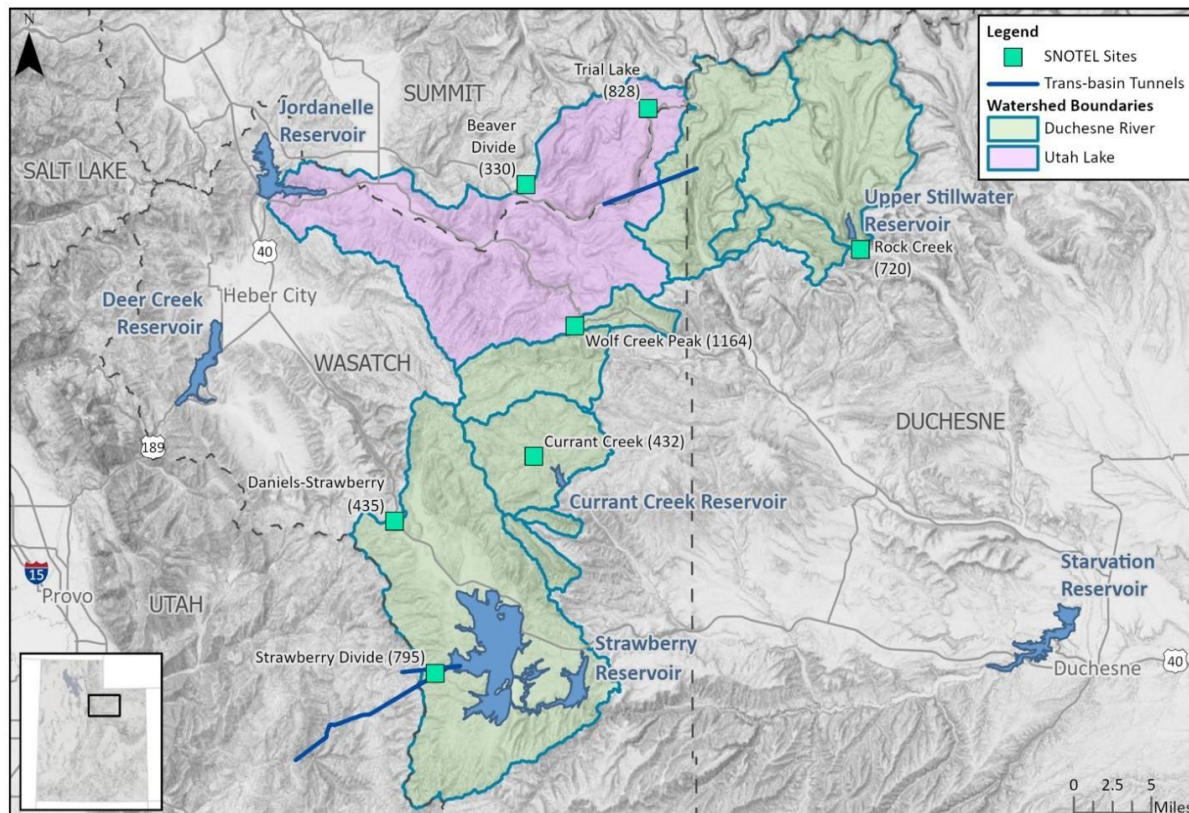 N
Legend
SNOTEL Sites
Trans-basin Tunnels
Watershed Boundaries
Duchesne River
Utah Lake
SUMMIT
Trial Lake
(828)
Jordanelle
Reservoir
Beaver
Divide
(330)
SALT LAKE
Upper Stillwater
Reservoir
Rock Creek
(720)
40
Heber City
Deer Creek
Reservoir
Wolf Creek Peak (1164)
WASATCH
DUCHESNE
189
Currant Creek (432)
Daniels-Strawberry
(435)
Currant Creek Reservoir
15
Provo
UTAH
Starvation
Reservoir
Strawberry
Reservoir
Strawberry Divide (795)
Duchesne
40
0 2.5 5
Miles